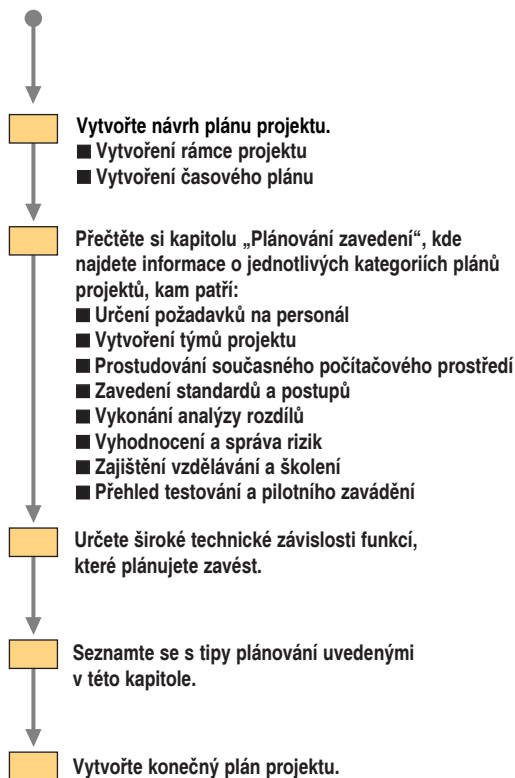 Vytvořte návrh plánu projektu.
■ Vytvoření rámce projektu
■ Vytvoření časového plánu
Přečtěte si kapitolu „Plánování zavedení“, kde
najdete informace o jednotlivých kategoriích plánů
projektů, kam patří:
■ Určení požadavků na personál
■ Vytvoření týmů projektu
■ Prostudování současného počítačového prostředí
■ Zavedení standardů a postupů
■ Vykonání analýzy rozdílů
■ Vyhodnocení a správa rizik
■ Zajištění vzdělávání a školení
■ Přehled testování a pilotního zavádění
Určete široké technické závislosti funkcí,
které plánujete zavést.
Seznamte se s tipy plánování uvedenými
v této kapitole.
Vytvořte konečný plán projektu.